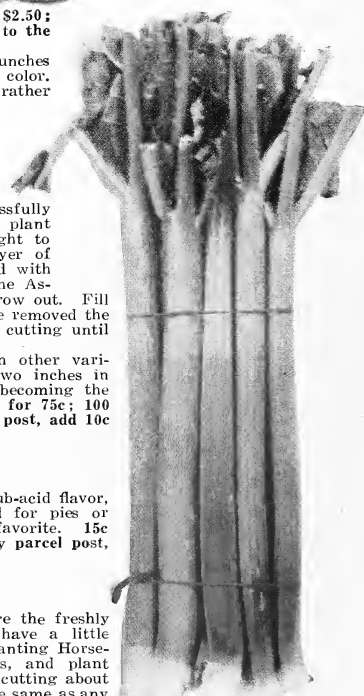 $2.50;
to the
unches
color.
rather
ssfully
plant
ght to
yer of
d with
he As-
row out. Fill
e removed the
cutting until
n other vari-
wo inches in
becoming the
for 75c; 100
post, add 10c
ub-acid flavor,
l for pies or
favorite. 15c
y parcel post,
re the freshly
have a little
anting Horse-
s, and plant
cutting about
e same as any